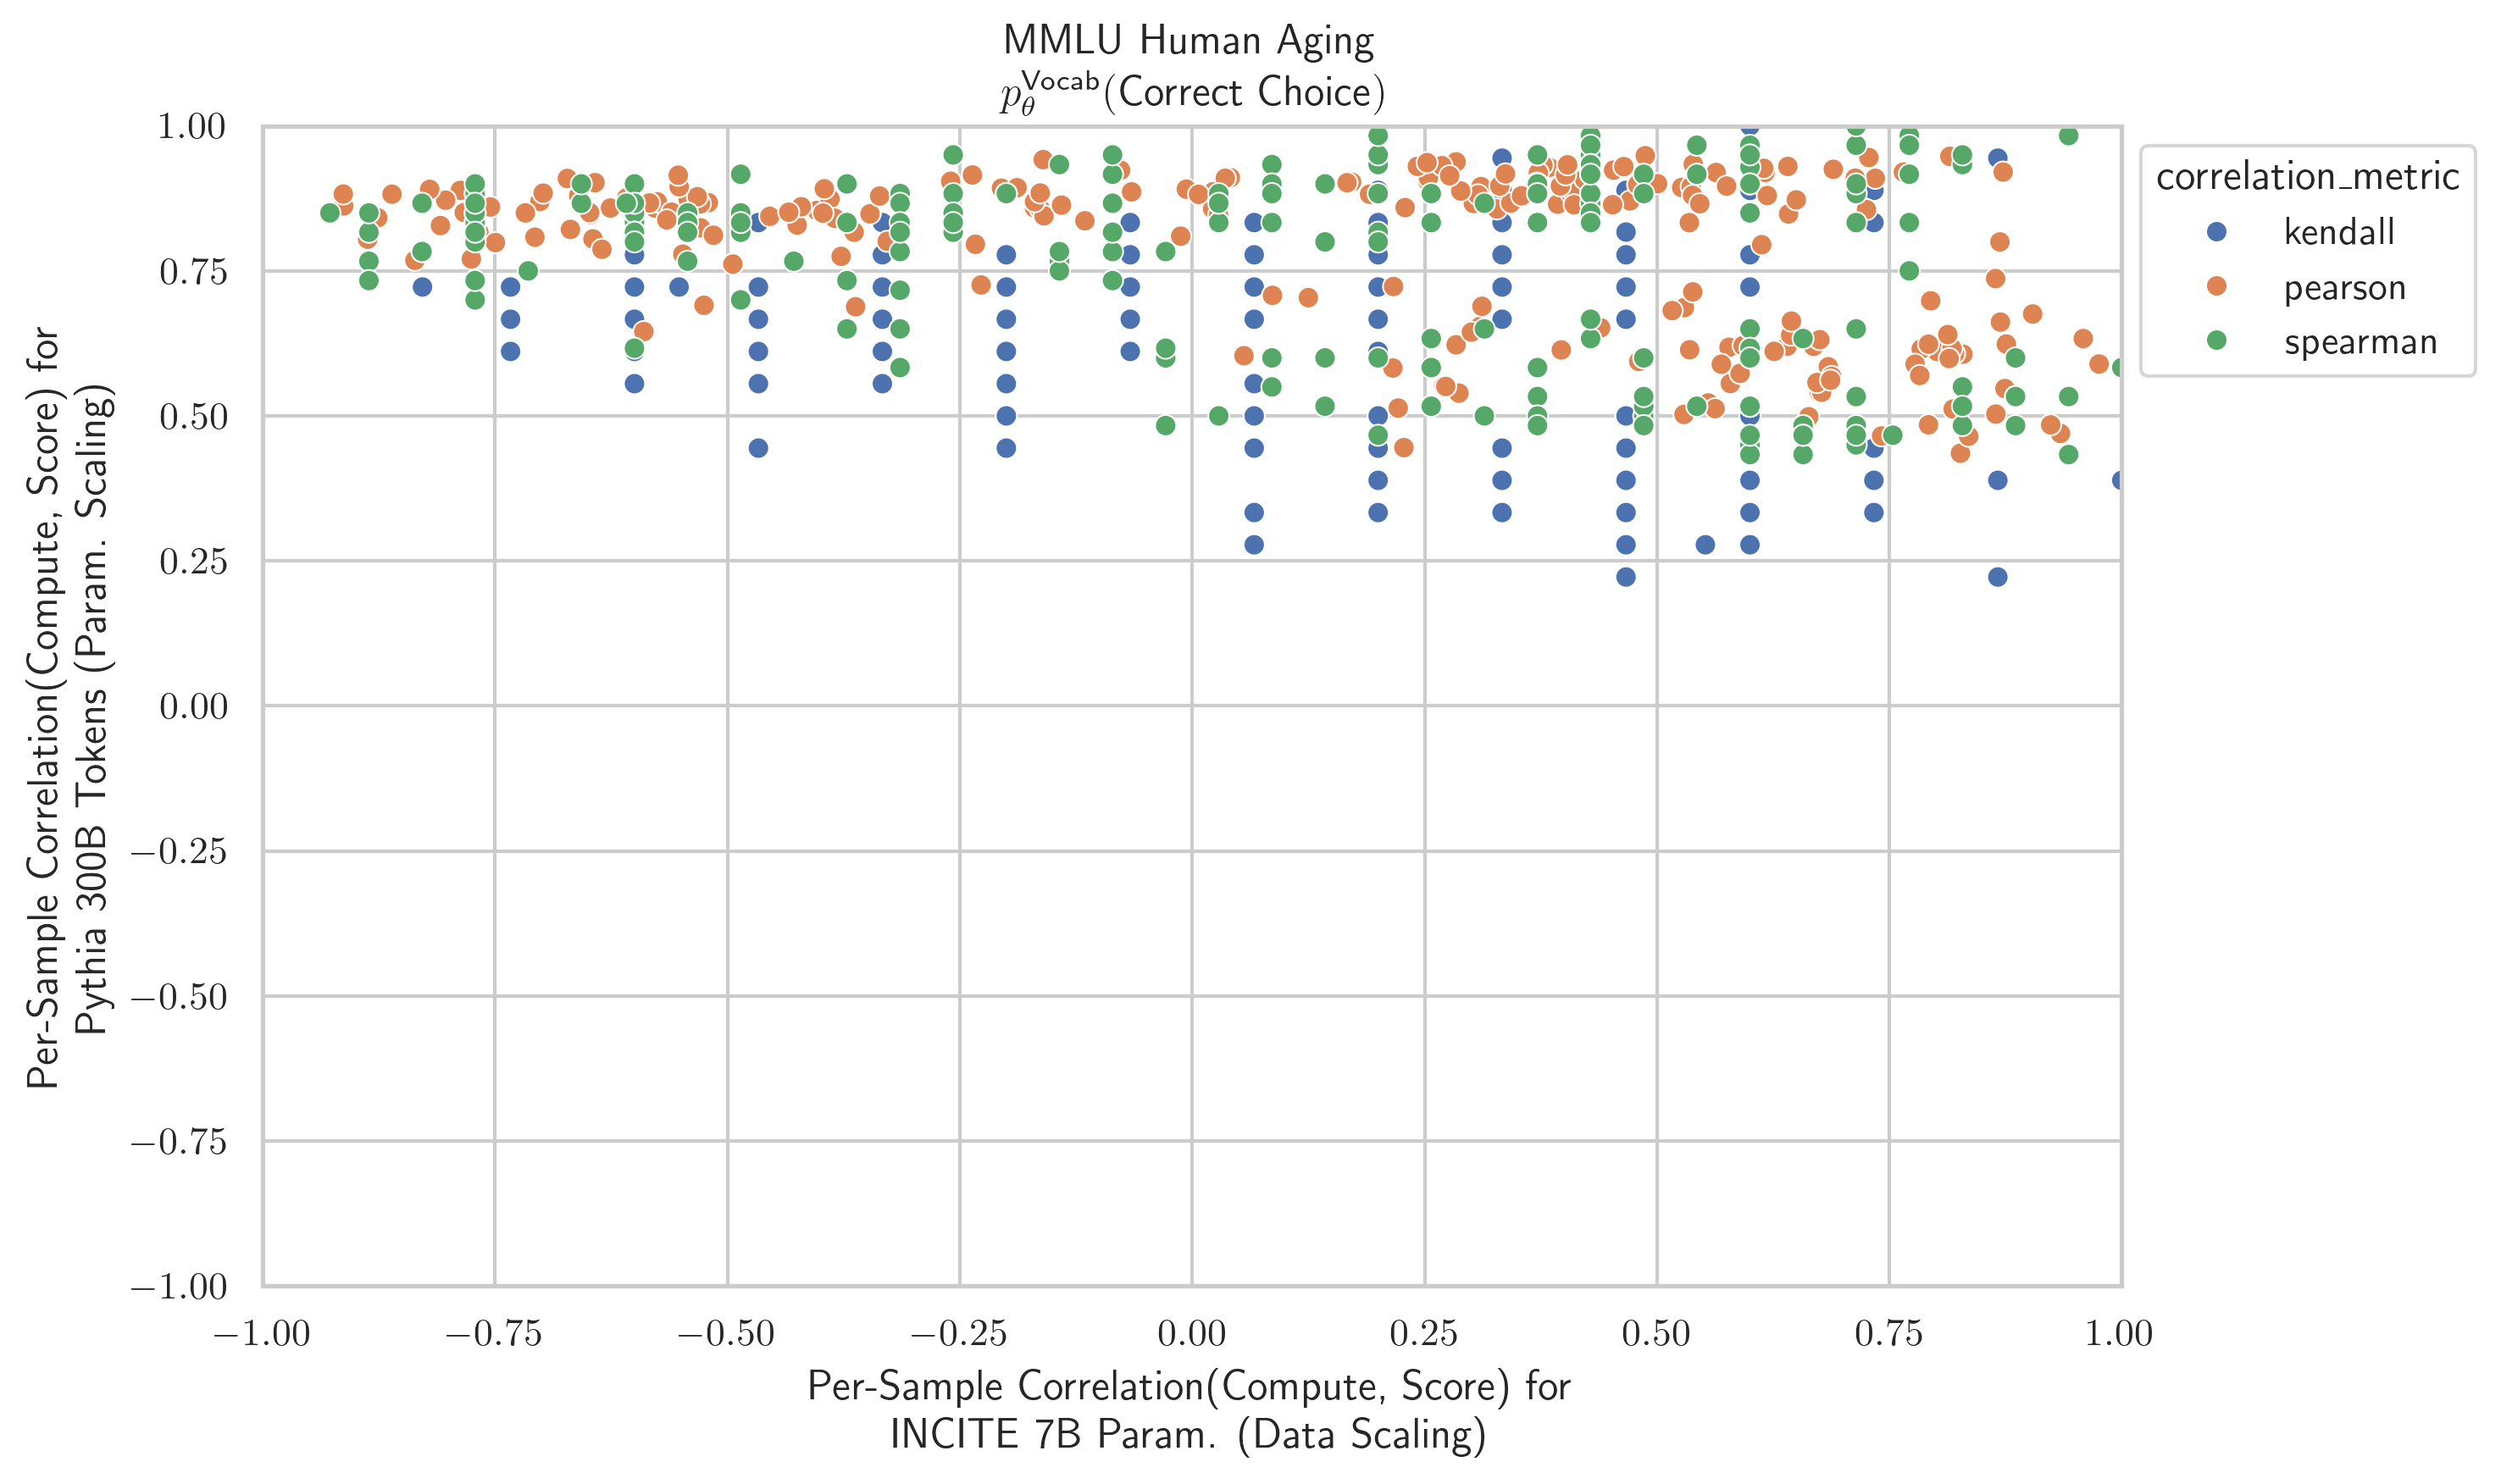 MMLU Human Aging
p_θ^Vocab(Correct Choice)
Per-Sample Correlation(Compute, Score) for
Pythia 300B Tokens (Param. Scaling)
1.00
0.75
0.50
0.25
0.00
−0.25
−0.50
−0.75
−1.00
−1.00 −0.75 −0.50 −0.25 0.00 0.25 0.50 0.75 1.00
Per-Sample Correlation(Compute, Score) for
INCITE 7B Param. (Data Scaling)
correlation_metric
kendall
pearson
spearman